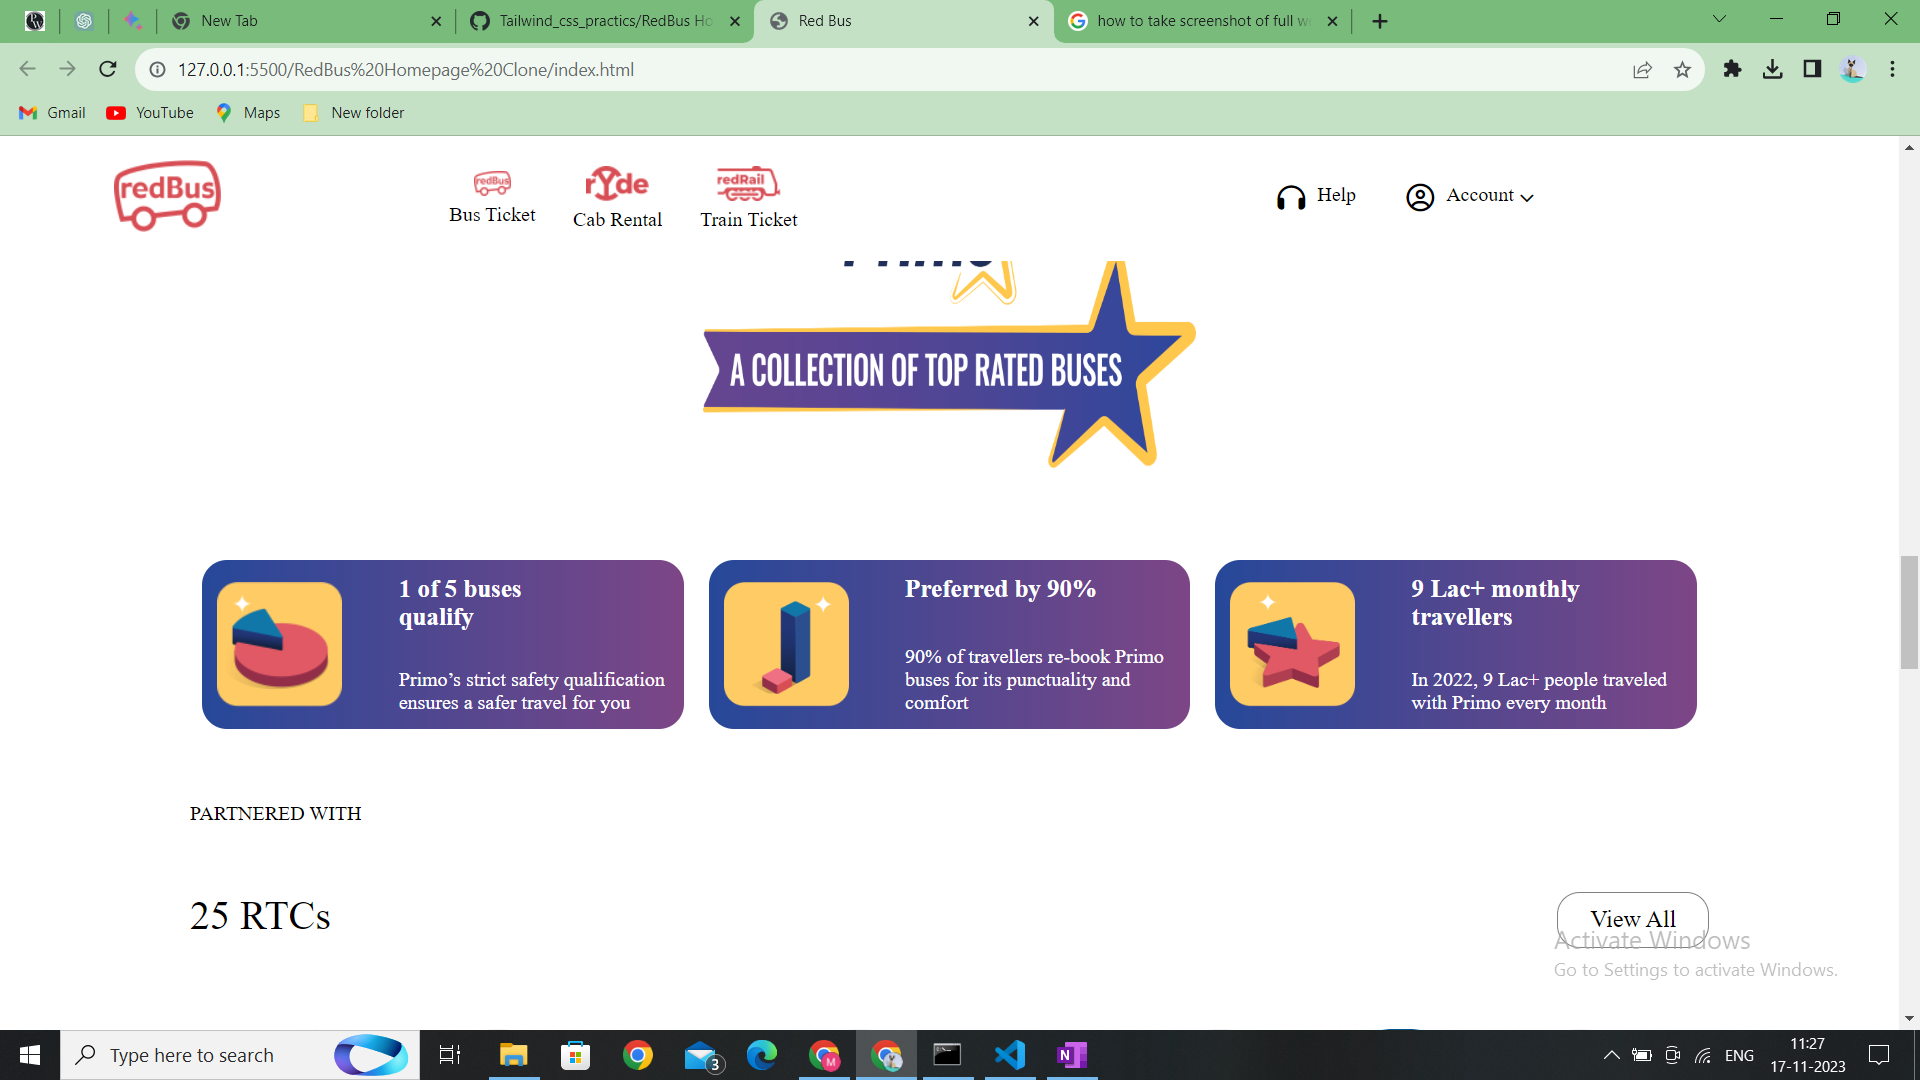 New Tab
Tailwind_css_practics/RedBus Ho
Red Bus
how to take screenshot of full we
127.0.0.1:5500/RedBus%20Homepage%20Clone/index.html
Gmail
YouTube
Maps
New folder
redBus
redBus
Bus Ticket
rYde
Cab Rental
redRail
Train Ticket
Help
Account
Primo
A COLLECTION OF TOP RATED BUSES
1 of 5 buses
qualify
Primo’s strict safety qualification
ensures a safer travel for you
Preferred by 90%
90% of travellers re-book Primo
buses for its punctuality and
comfort
9 Lac+ monthly
travellers
In 2022, 9 Lac+ people traveled
with Primo every month
PARTNERED WITH
25 RTCs
View All
Activate Windows
Go to Settings to activate Windows.
Type here to search
3
M
N
ENG
11:27
17-11-2023